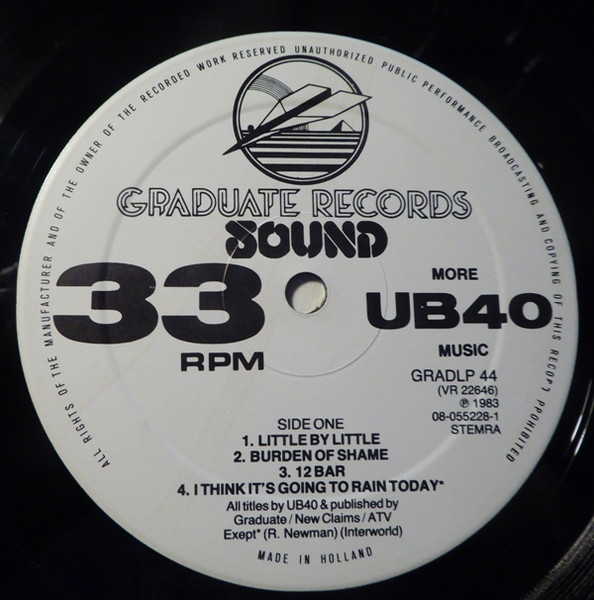 ALL RIGHTS OF THE MANUFACTURER AND OF THE OWNER OF THE RECORDED WORK RESERVED UNAUTHORIZED PUBLIC PERFORMANCE BROADCASTING AND COPYING OF THIS RECORD PROHIBITED
GRADUATE RECORDS
SOUND
33
RPM
MORE
UB40
MUSIC
GRADLP 44
(VR 22646)
℗ 1983
08-055228-1
STEMRA
SIDE ONE
1. LITTLE BY LITTLE
2. BURDEN OF SHAME
3. 12 BAR
4. I THINK IT'S GOING TO RAIN TODAY*
All titles by UB40 & published by
Graduate / New Claims / ATV
Exept* (R. Newman) (Interworld)
MADE IN HOLLAND